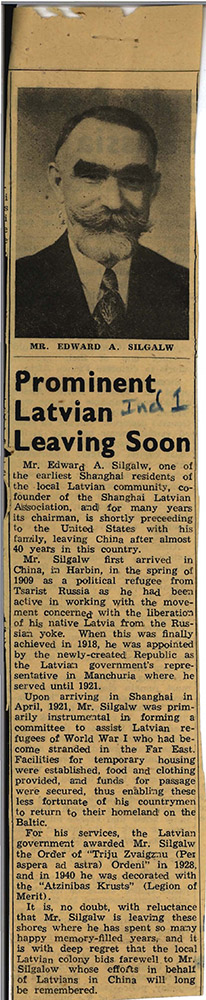 MR. EDWARD A. SILGALW
Prominent
Latvian Ind 1
Leaving Soon
Mr. Edward A. Silgalw, one of
the earliest Shanghai residents of
the local Latvian community, co-
founder of the Shanghai Latvian
Association, and for many years
its chairman, is shortly preceeding
to the United States with his
family, leaving China after almost
40 years in this country.
Mr. Silgalw first arrived in
China, in Harbin, in the spring of
1909 as a political refugee from
Tsarist Russia as he had been
active in working with the move-
ment concerned with the liberation
of his native Latvia from the Rus-
sian yoke. When this was finally
achieved in 1918, he was appointed
by the newly-created Republic as
the Latvian government's repre-
sentative in Manchuria where he
served until 1921.
Upon arriving in Shanghai in
April, 1921, Mr. Silgalw was prim-
arily instrumental in forming a
committee to assist Latvian re-
fugees of World War I who had be-
come stranded in the Far East.
Facilities for temporary housing
were established, food and clothing
provided, and funds for passage
were secured, thus enabling these
less fortunate of his countrymen
to return to their homeland on the
Baltic.
For his services, the Latvian
government awarded Mr. Silgalw
the Order of "Triju Zvaigznu (Per
aspera ad astra) Ordeni" in 1928,
and in 1940 he was decorated with
the "Atzinibas Krusts" (Legion of
Merit).
It is, no doubt, with reluctance
that Mr. Silgalw is leaving these
shores where he has spent so many
happy memory-filled years, and it
is with deep regret that the local
Latvian colony bids farewell to Mr.
Silgalow whose efforts in behalf
of Latvians in China will long
be remembered.